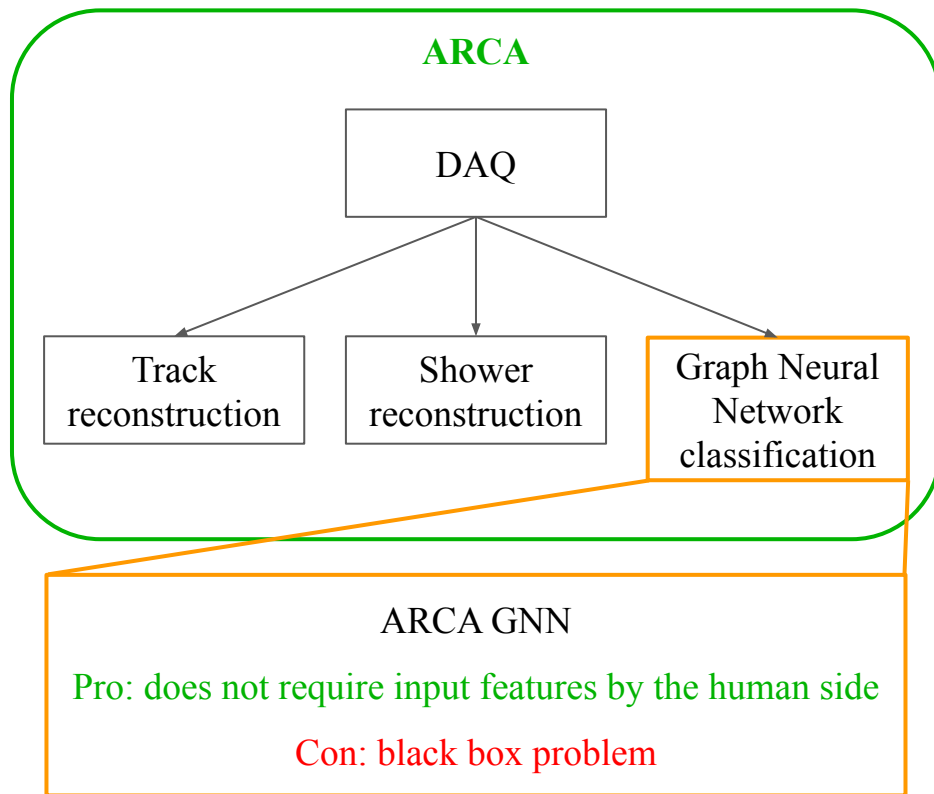 ARCA
DAQ
Track
reconstruction
Shower
reconstruction
Graph Neural
Network
classification
ARCA GNN
Pro: does not require input features by the human side
Con: black box problem